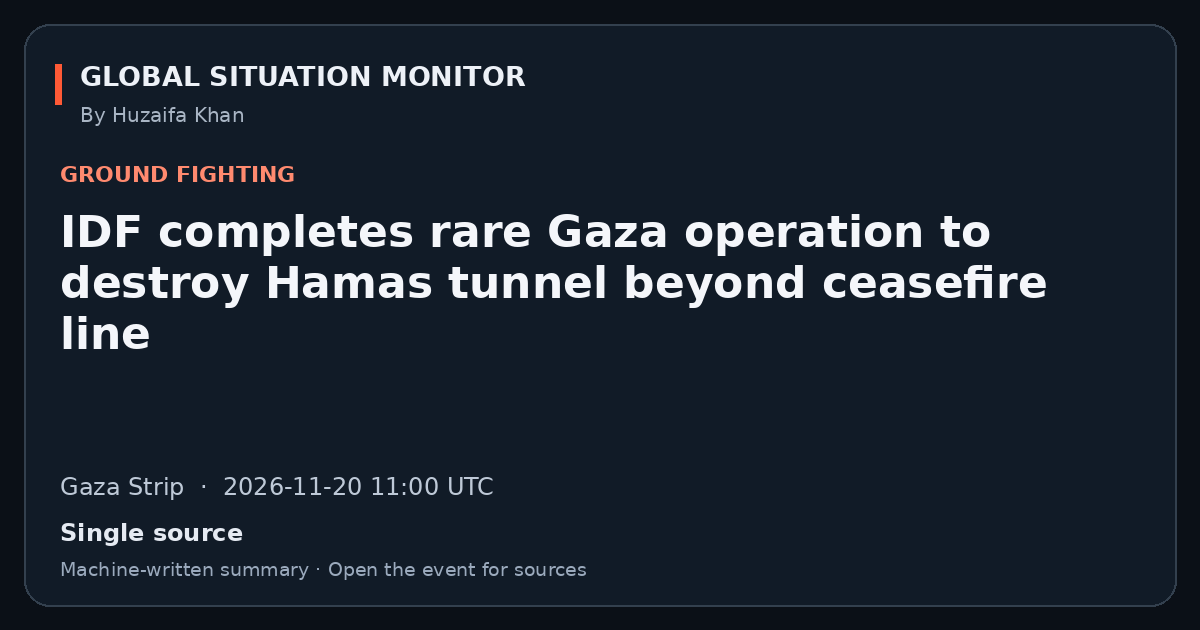 GLOBAL SITUATION MONITOR
By Huzaifa Khan
GROUND FIGHTING
IDF completes rare Gaza operation to
destroy Hamas tunnel beyond ceasefire
line
Gaza Strip · 2026-11-20 11:00 UTC
Single source
Machine-written summary · Open the event for sources